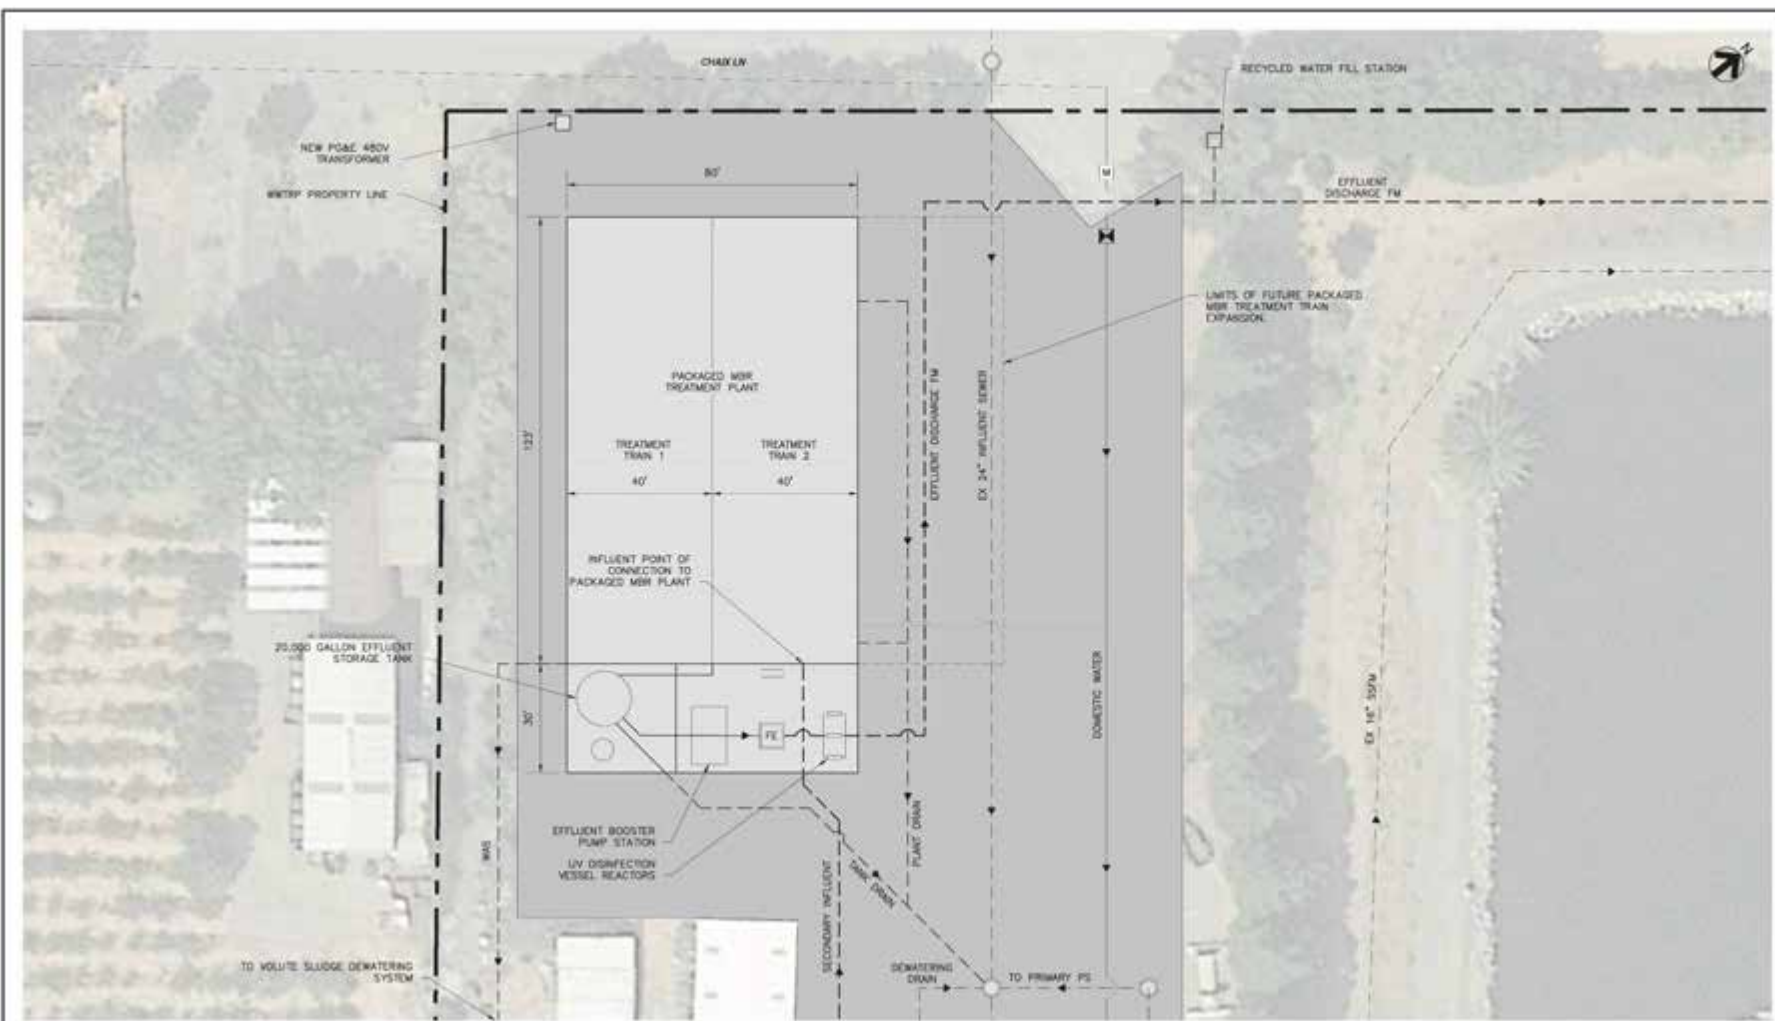 CHAIX LN
N
RECYCLED WATER FILL STATION
NEW PG&E 480V
TRANSFORMER
WWTRP PROPERTY LINE
80'
M
EFFLUENT
DISCHARGE FM
LIMITS OF FUTURE PACKAGED
MBR TREATMENT TRAIN
EXPANSION.
PACKAGED MBR
TREATMENT PLANT
123'
TREATMENT
TRAIN 1
TREATMENT
TRAIN 2
40'
40'
EFFLUENT DISCHARGE FM
EX 24" INFLUENT SEWER
INFLUENT POINT OF
CONNECTION TO
PACKAGED MBR PLANT
20,000 GALLON EFFLUENT
STORAGE TANK
30'
FE
DOMESTIC WATER
EX 16" SSFM
EFFLUENT BOOSTER
PUMP STATION
UV DISINFECTION
VESSEL REACTORS
WAS
PLANT DRAIN
TANK DRAIN
SECONDARY INFLUENT
TO VOLUTE SLUDGE DEWATERING
SYSTEM
DEWATERING
DRAIN
TO PRIMARY PS